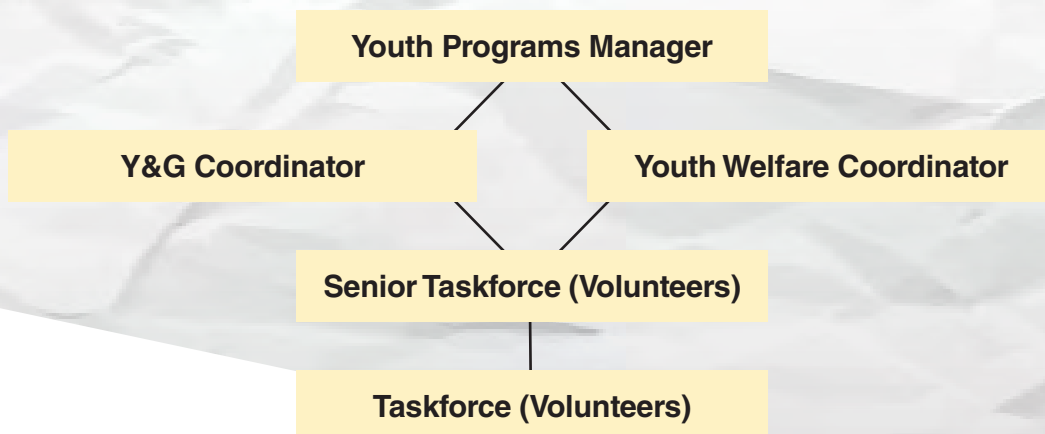 Youth Programs Manager
Y&G Coordinator
Youth Welfare Coordinator
Senior Taskforce (Volunteers)
Taskforce (Volunteers)